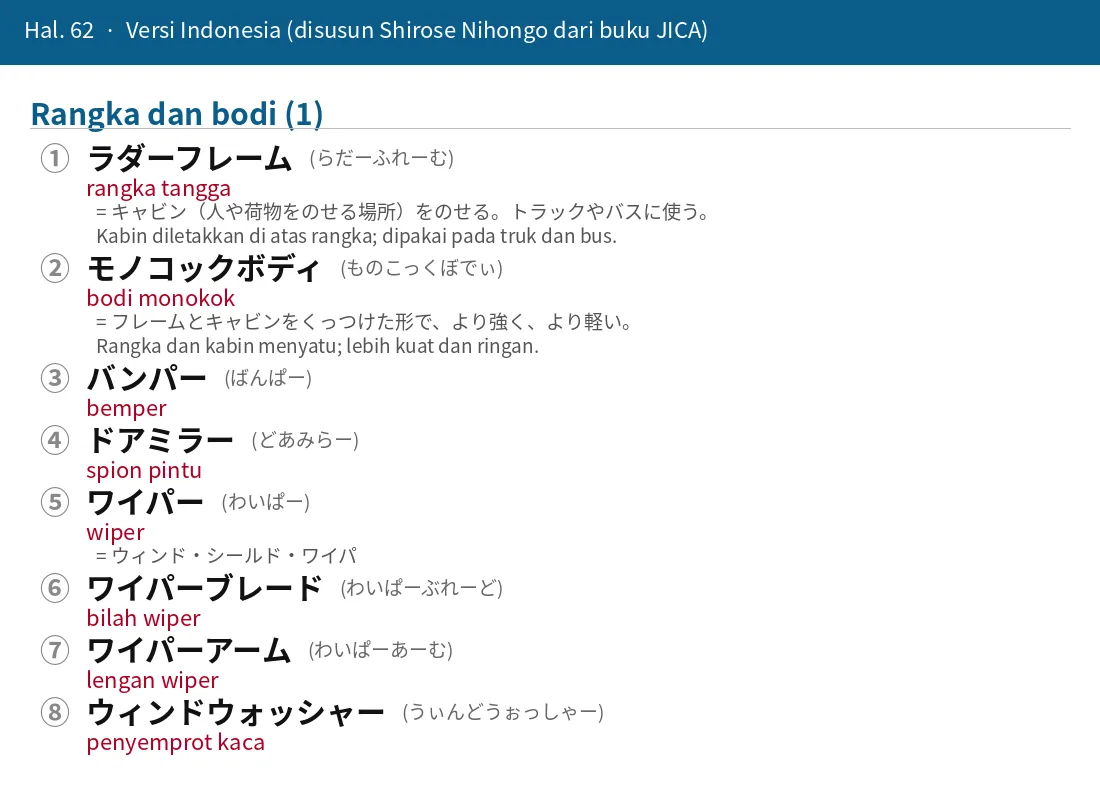 Hal. 62 · Versi Indonesia (disusun Shirose Nihongo dari buku JICA)
Rangka dan bodi (1)
① ラダーフレーム (らだーふれーむ)
rangka tangga
= キャビン（人や荷物をのせる場所）をのせる。トラックやバスに使う。
Kabin diletakkan di atas rangka; dipakai pada truk dan bus.
② モノコックボディ (ものこっくぼでぃ)
bodi monokok
= フレームとキャビンをくっつけた形で、より強く、より軽い。
Rangka dan kabin menyatu; lebih kuat dan ringan.
③ バンパー (ばんぱー)
bemper
④ ドアミラー (どあみらー)
spion pintu
⑤ ワイパー (わいぱー)
wiper
= ウィンド・シールド・ワイパ
⑥ ワイパーブレード (わいぱーぶれーど)
bilah wiper
⑦ ワイパーアーム (わいぱーあーむ)
lengan wiper
⑧ ウィンドウォッシャー (うぃんどうぉっしゃー)
penyemprot kaca